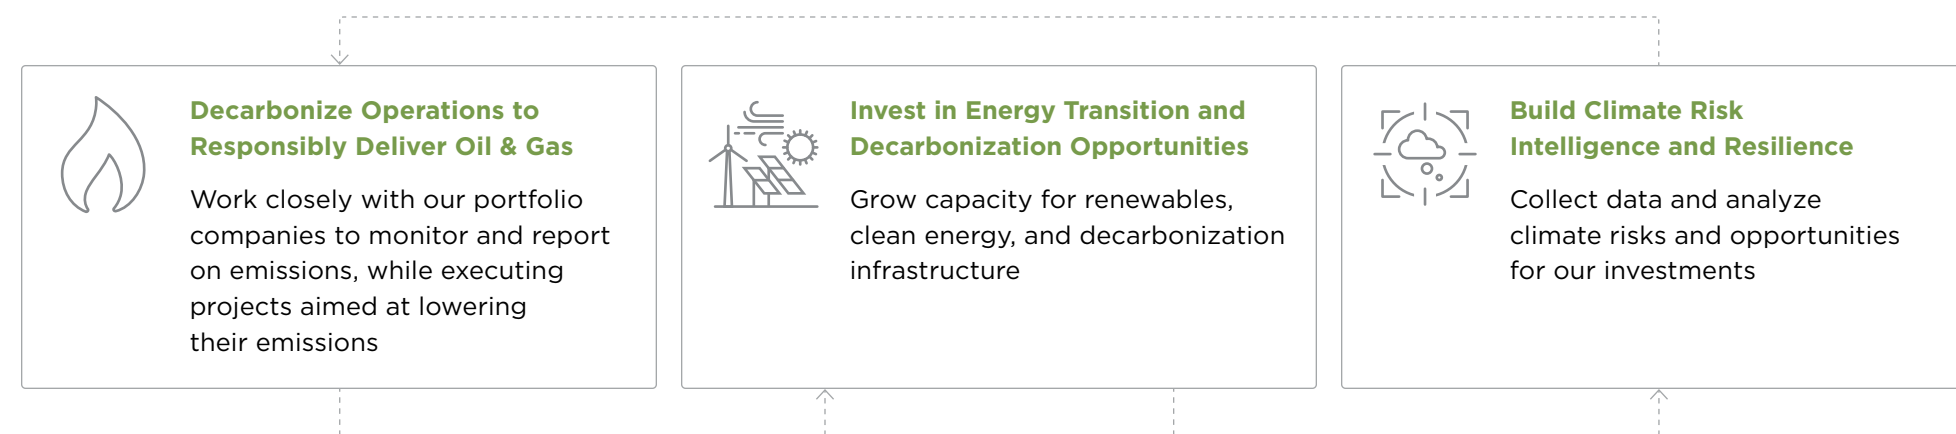 Decarbonize Operations to
Responsibly Deliver Oil & Gas
Work closely with our portfolio
companies to monitor and report
on emissions, while executing
projects aimed at lowering
their emissions
Invest in Energy Transition and
Decarbonization Opportunities
Grow capacity for renewables,
clean energy, and decarbonization
infrastructure
Build Climate Risk
Intelligence and Resilience
Collect data and analyze
climate risks and opportunities
for our investments